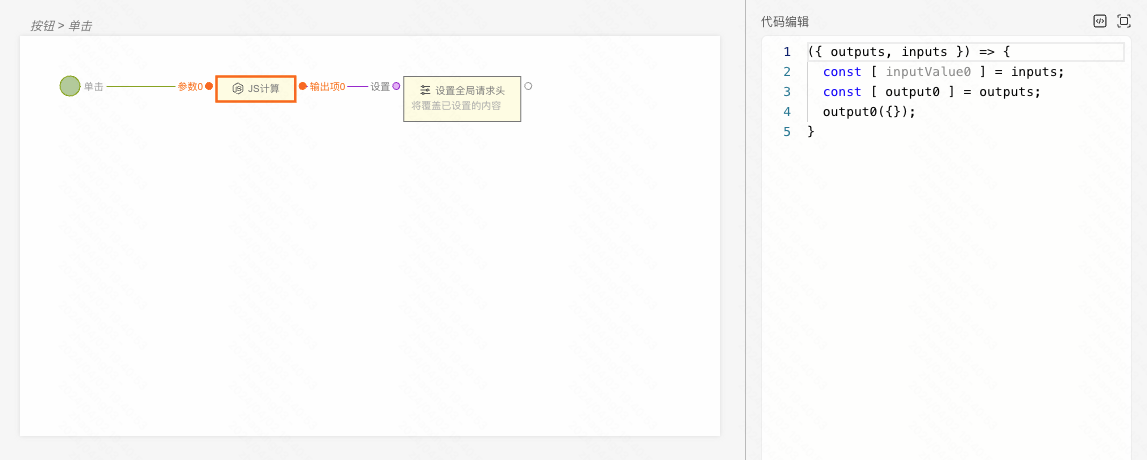 按钮 > 单击
单击
参数0
JS计算
输出项0
设置
设置全局请求头
将覆盖已设置的内容
代码编辑
1 ({ outputs, inputs }) => {
2 const [ inputValue0 ] = inputs;
3 const [ output0 ] = outputs;
4 output0({});
5 }